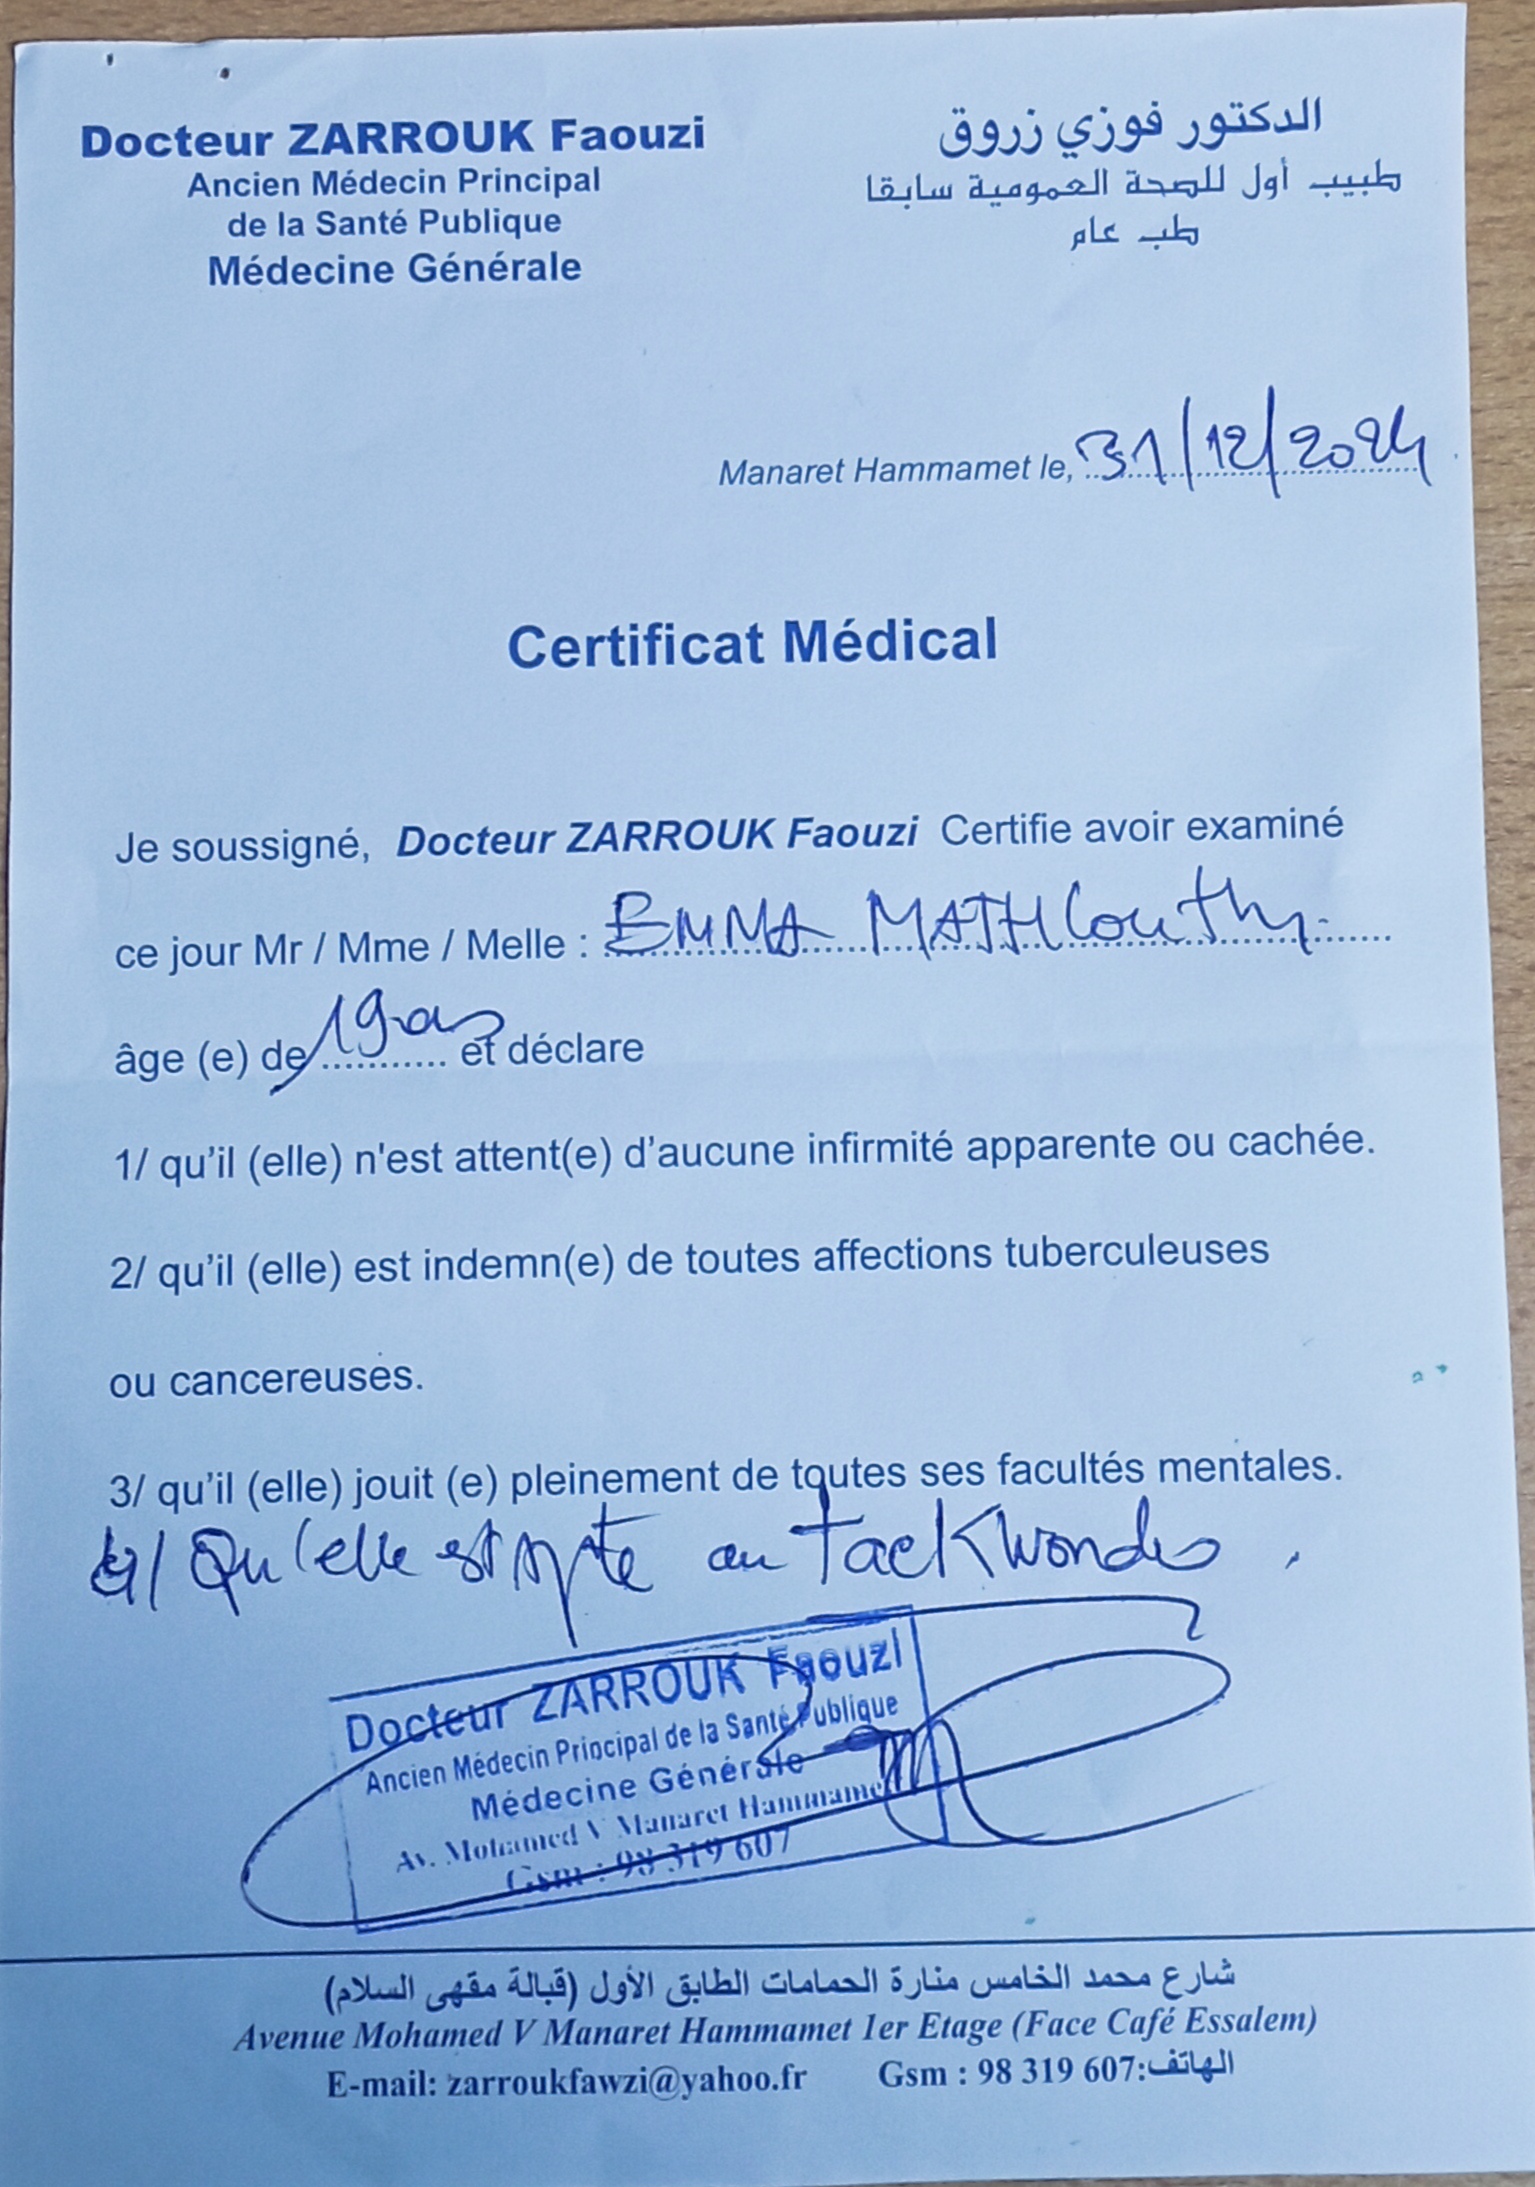 Docteur ZARROUK Faouzi
Ancien Médecin Principal
de la Santé Publique
Médecine Générale
الدكتور فوزي زروق
طبيب أول للصحة العمومية سابقا
طب عام
Manaret Hammamet le, 31/12/2024
Certificat Médical
Je soussigné, Docteur ZARROUK Faouzi Certifie avoir examiné
ce jour Mr / Mme / Melle : EMNA MATHlouthi
âge (e) de 19 ans et déclare
1/ qu'il (elle) n'est attent(e) d'aucune infirmité apparente ou cachée.
2/ qu'il (elle) est indemn(e) de toutes affections tuberculeuses
ou cancereuses.
3/ qu'il (elle) jouit (e) pleinement de toutes ses facultés mentales.
4/ Qu'elle est apte au taekwondo.
Docteur ZARROUK Faouzi
Ancien Médecin Principal de la Santé Publique
Médecine Générale
Av. Mohamed V Manaret Hammamet
Gsm : 98 319 607
شارع محمد الخامس منارة الحمامات الطابق الأول (قبالة مقهى السلام)
Avenue Mohamed V Manaret Hammamet 1er Etage (Face Café Essalem)
E-mail: zarroukfawzi@yahoo.fr Gsm : 98 319 607:الهاتف